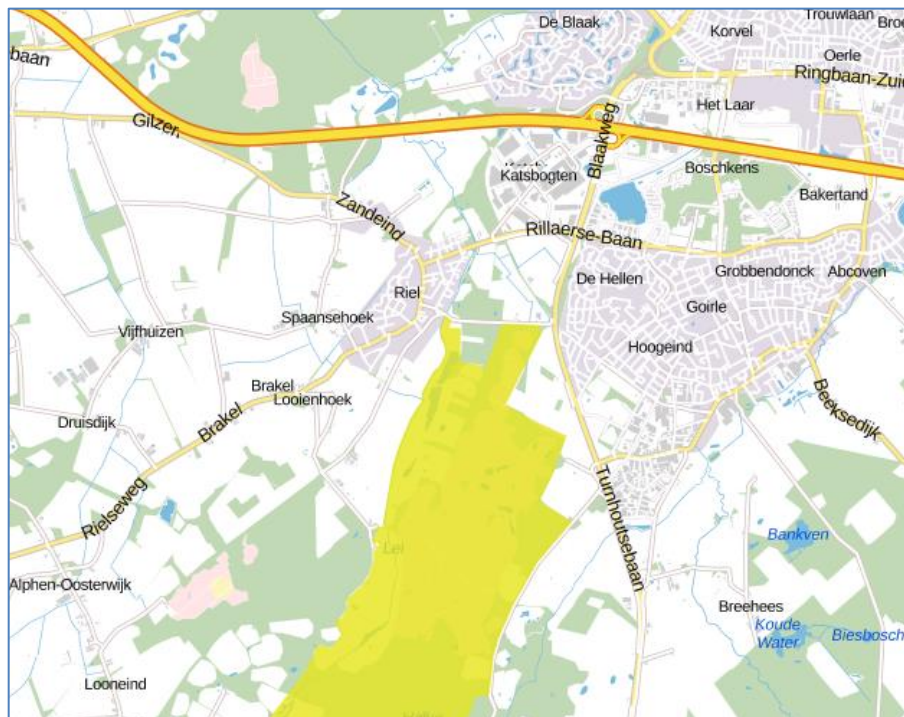 De Blaak
Korvel
Trouwlaan
Broe
Oerle
baan
Ringbaan-Zuid
Het Laar
Gilzer
Blaakweg
Katsbogten
Boschkens
Bakertand
Zandeind
Rillaerse-Baan
De Hellen
Grobbendonck
Abcoven
Riel
Goirle
Spaansehoek
Vijfhuizen
Hoogeind
Brakel
Looienhoek
Druisdijk
Brakel
Beeksedijk
Rielseweg
Turnhoutsebaan
Bankven
Lei
Alphen-Oosterwijk
Breehees
Koude
Water
Biesbosch
Looneind